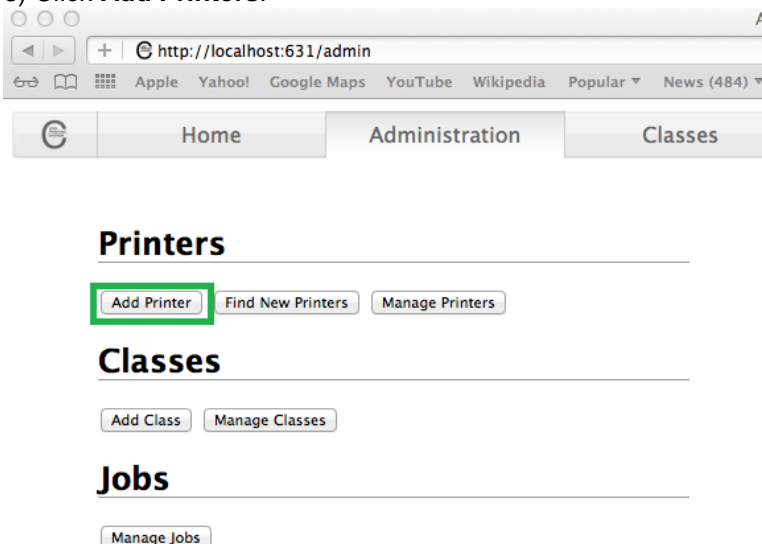 + http://localhost:631/admin
Apple Yahoo! Google Maps YouTube Wikipedia Popular ▼ News (484) ▼
Home Administration Classes
Printers
Add Printer Find New Printers Manage Printers
Classes
Add Class Manage Classes
Jobs
Manage Jobs